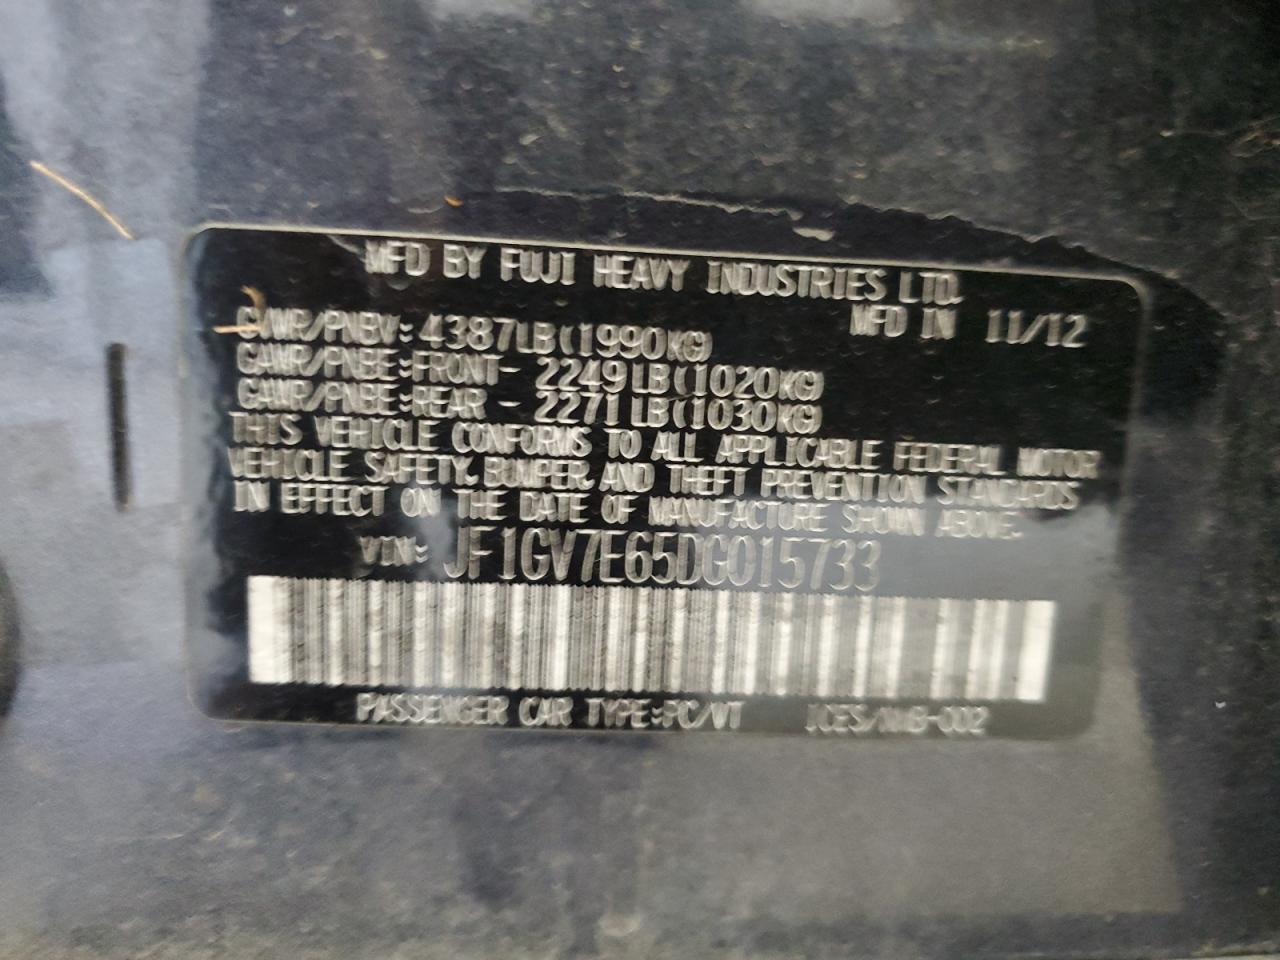 MFD BY FUJI HEAVY INDUSTRIES LTD.
MFD IN 11/12
GVWR/PNBV:4387LB(1990KG)
GAWR/PNBE:FRONT- 2249LB(1020KG)
GAWR/PNBE:REAR - 2271LB(1030KG)
THIS VEHICLE CONFORMS TO ALL APPLICABLE FEDERAL MOTOR
VEHICLE SAFETY, BUMPER, AND THEFT PREVENTION STANDARDS
IN EFFECT ON THE DATE OF MANUFACTURE SHOWN ABOVE.
VIN: JF1GV7E65DG015733
PASSENGER CAR TYPE:PC/VT ICES/NMB-002